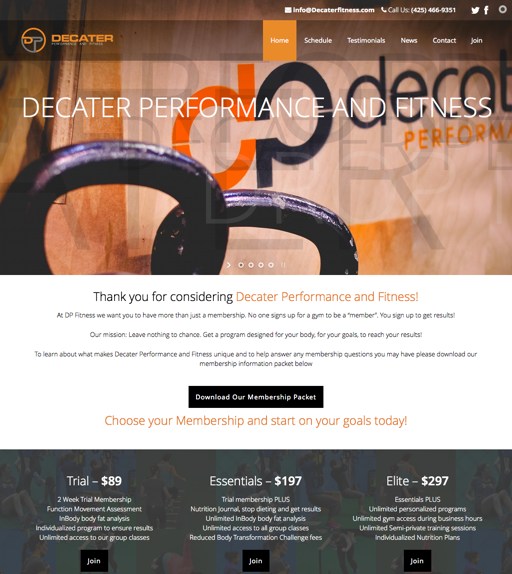 info@Decaterfitness.com Call Us: (425) 466-9351
DP DECATER
PERFORMANCE AND FITNESS
Home Schedule Testimonials News Contact Join
decat
PERFORMA
DECATER PERFORMANCE AND FITNESS
Thank you for considering Decater Performance and Fitness!
At DP Fitness we want you to have more than just a membership. No one signs up for a gym to be a “member”. You sign up to get results!
Our mission: Leave nothing to chance. Get a program designed for your body, for your goals, to reach your results!
To learn about what makes Decater Performance and Fitness unique and to help answer any membership questions you may have please download our
membership information packet below
Download Our Membership Packet
Choose your Membership and start on your goals today!
Trial – $89
2 Week Trial Membership
Function Movement Assessment
InBody body fat analysis
Individualized program to ensure results
Unlimited access to our group classes
Join
Essentials – $197
Trial membership PLUS
Nutrition Journal, stop dieting and get results
Unlimited InBody body fat analysis
Unlimited access to all group classes
Reduced Body Transformation Challenge fees
Join
Elite – $297
Essentials PLUS
Unlimited personalized programs
Unlimited gym access during business hours
Unlimited Semi-private training sessions
Individualized Nutrition Plans
Join